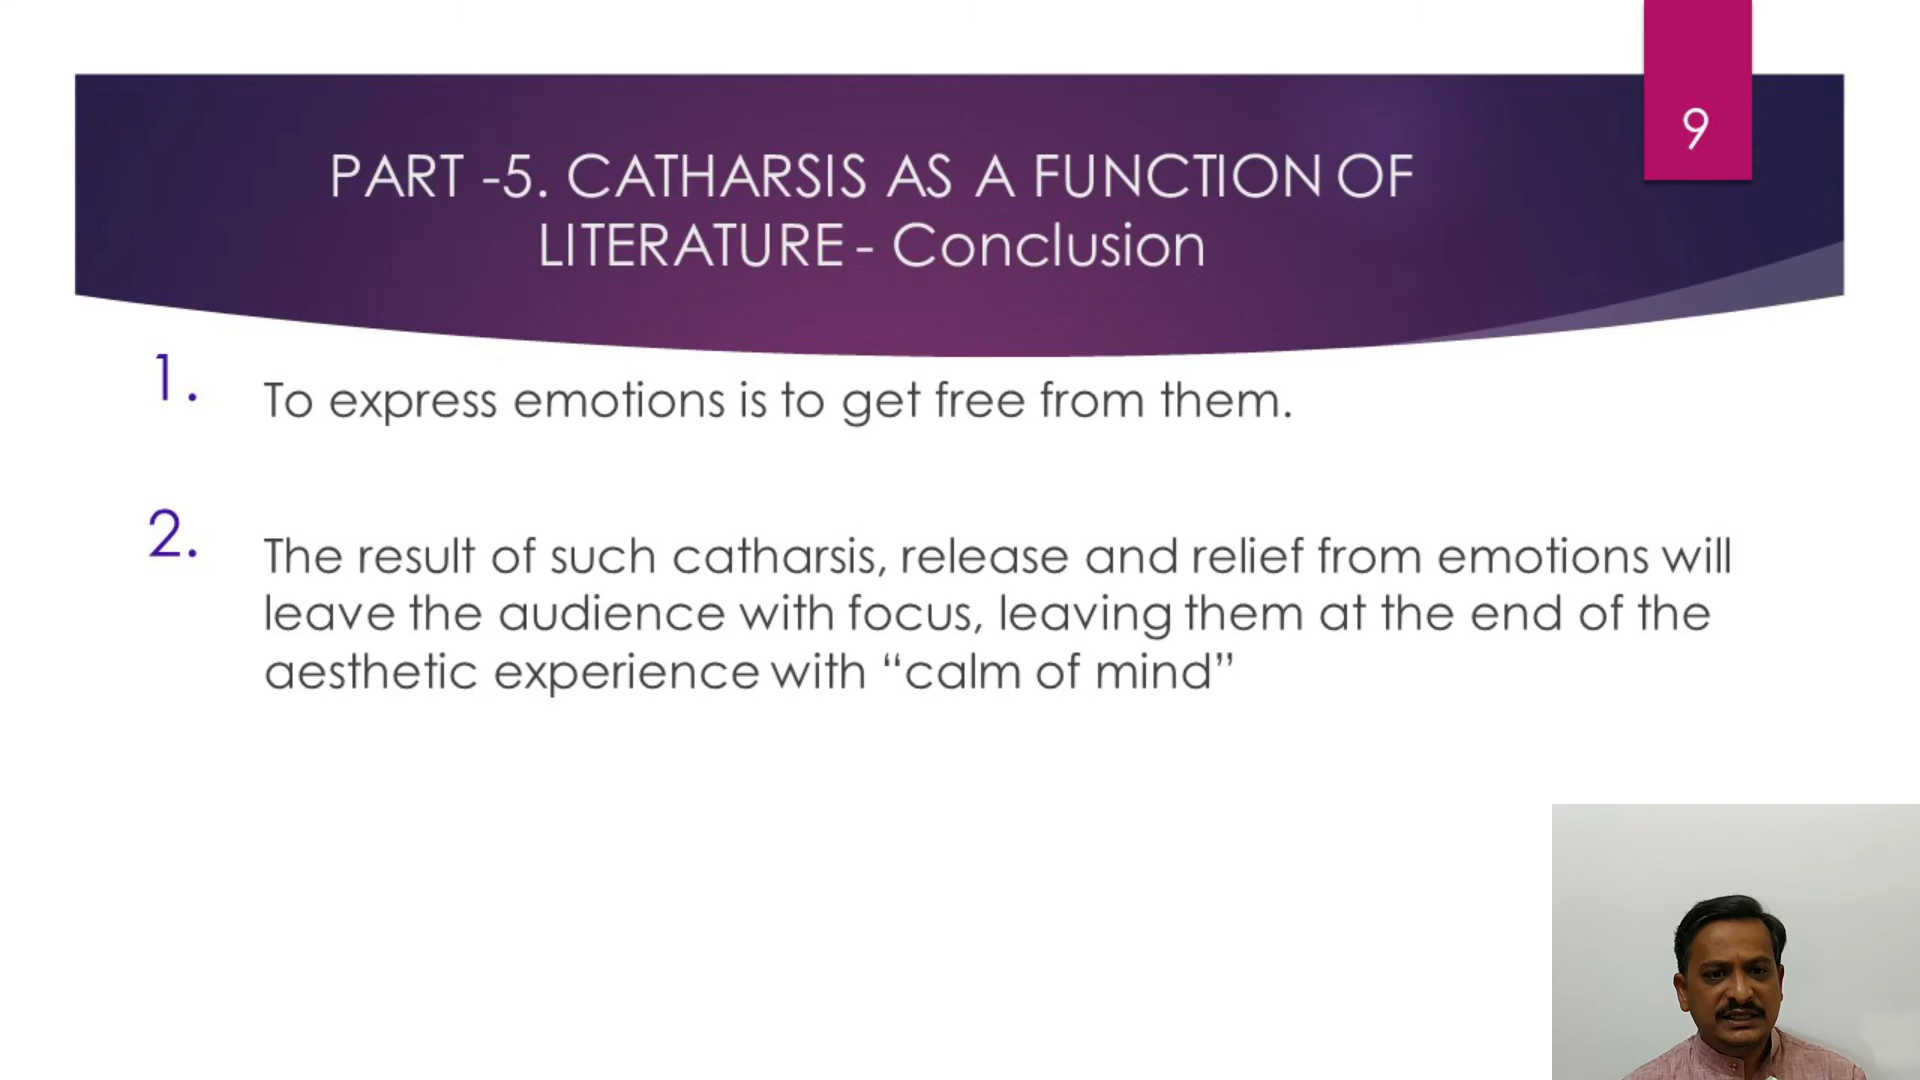 9
PART -5. CATHARSIS AS A FUNCTION OF
LITERATURE - Conclusion
1. To express emotions is to get free from them.
2. The result of such catharsis, release and relief from emotions will
leave the audience with focus, leaving them at the end of the
aesthetic experience with “calm of mind”